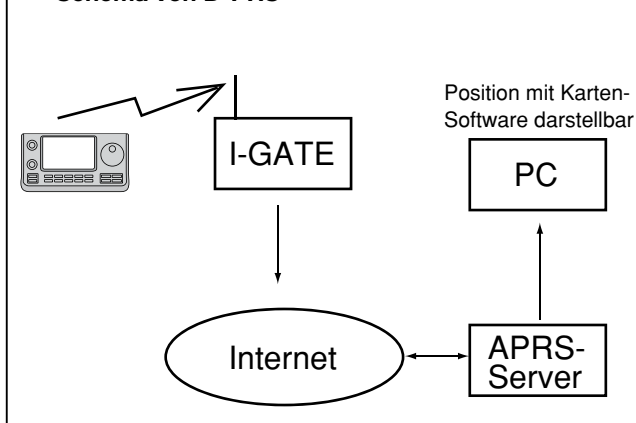 Position mit Karten-
Software darstellbar
I-GATE
PC
Internet
APRS-
Server